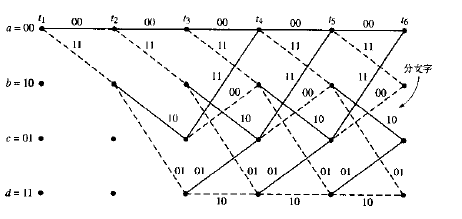 t1 t2 t3 t4 t5 t6
a = 00 00 00 00 00 00
11 11 11 11 11
11 11 11
分支字
b = 10 00 00
10 10 10 10
c = 01
01 01 01 01 01 01
d = 11 10 10 10